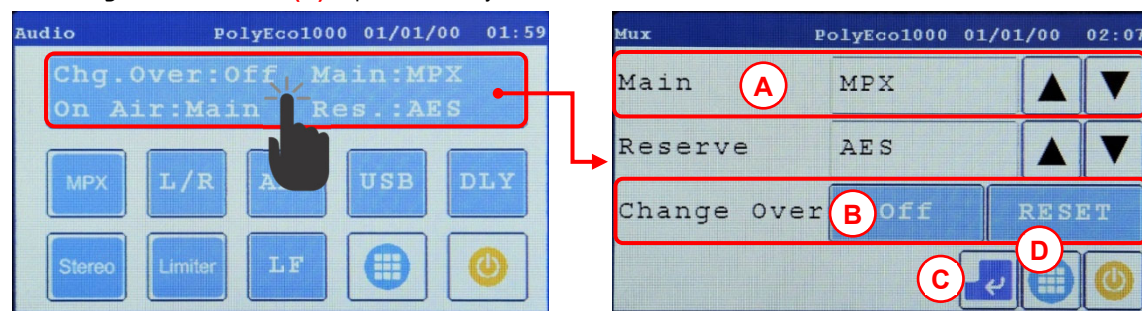 Audio PolyEco1000 01/01/00 01:59
Chg.Over:Off Main:MPX
On Air:Main Res.:AES
MPX L/R USB DLY
Stereo Limiter LF
Mux PolyEco1000 01/01/00 02:07
Main A MPX
Reserve AES
Change Over B Off RESET
C D